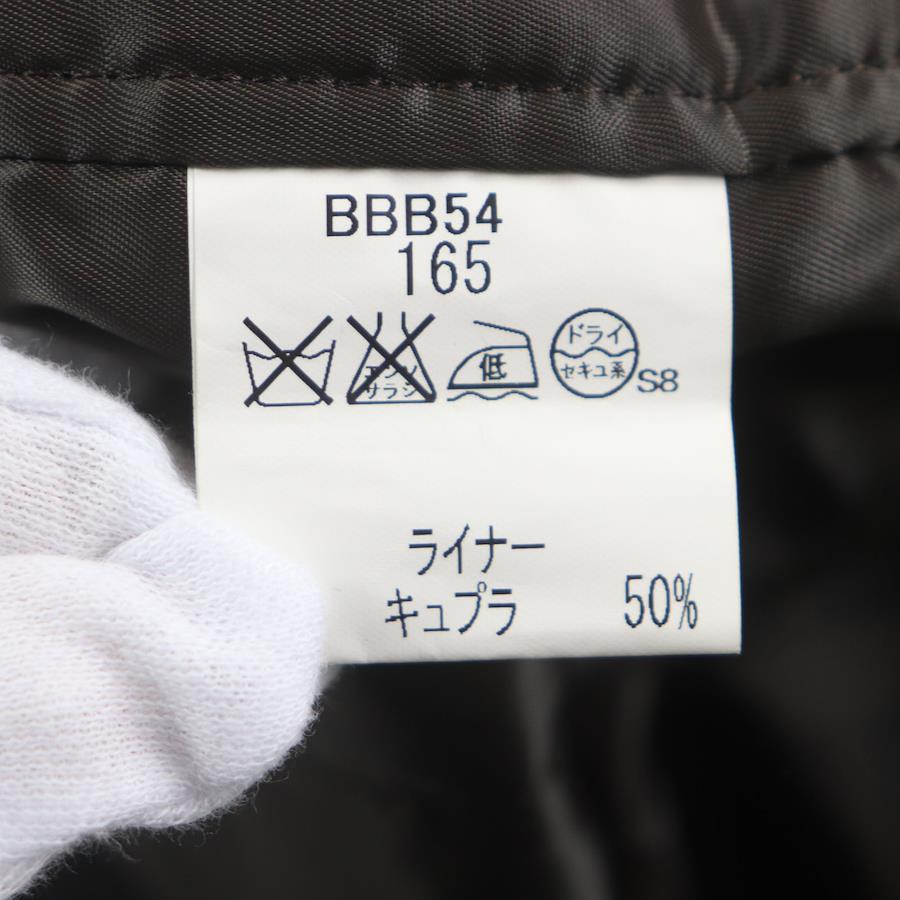 BBB54
165
エンソ
サラシ
低
ドライ
セキユ系
S8
ライナー
キュプラ 50%